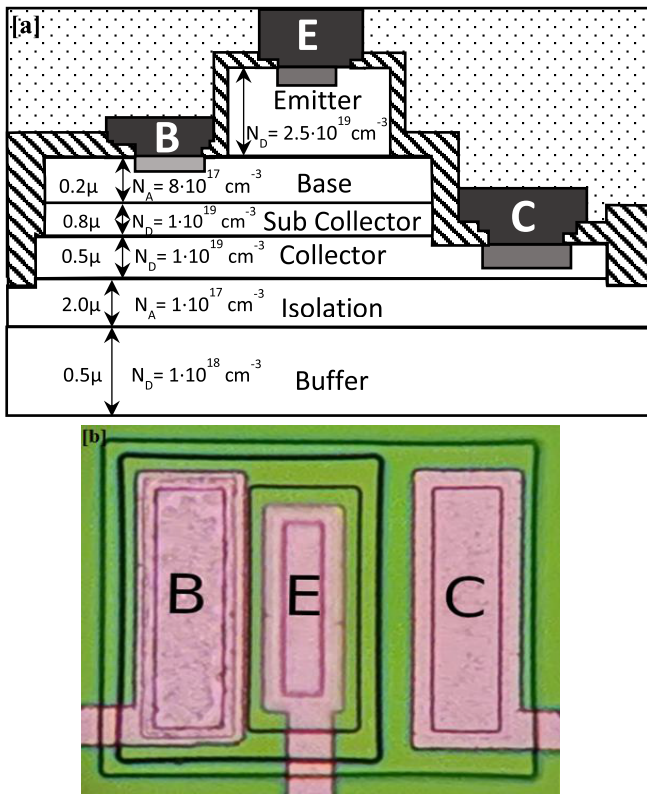 [a]
E
Emitter
N_D = 2.5·10^19 cm^-3
B
0.2µ N_A = 8·10^17 cm^-3 Base
C
0.8µ N_D = 1·10^19 cm^-3 Sub Collector
0.5µ N_D = 1·10^19 cm^-3 Collector
2.0µ N_A = 1·10^17 cm^-3 Isolation
0.5µ N_D = 1·10^18 cm^-3 Buffer
[b]
B E C